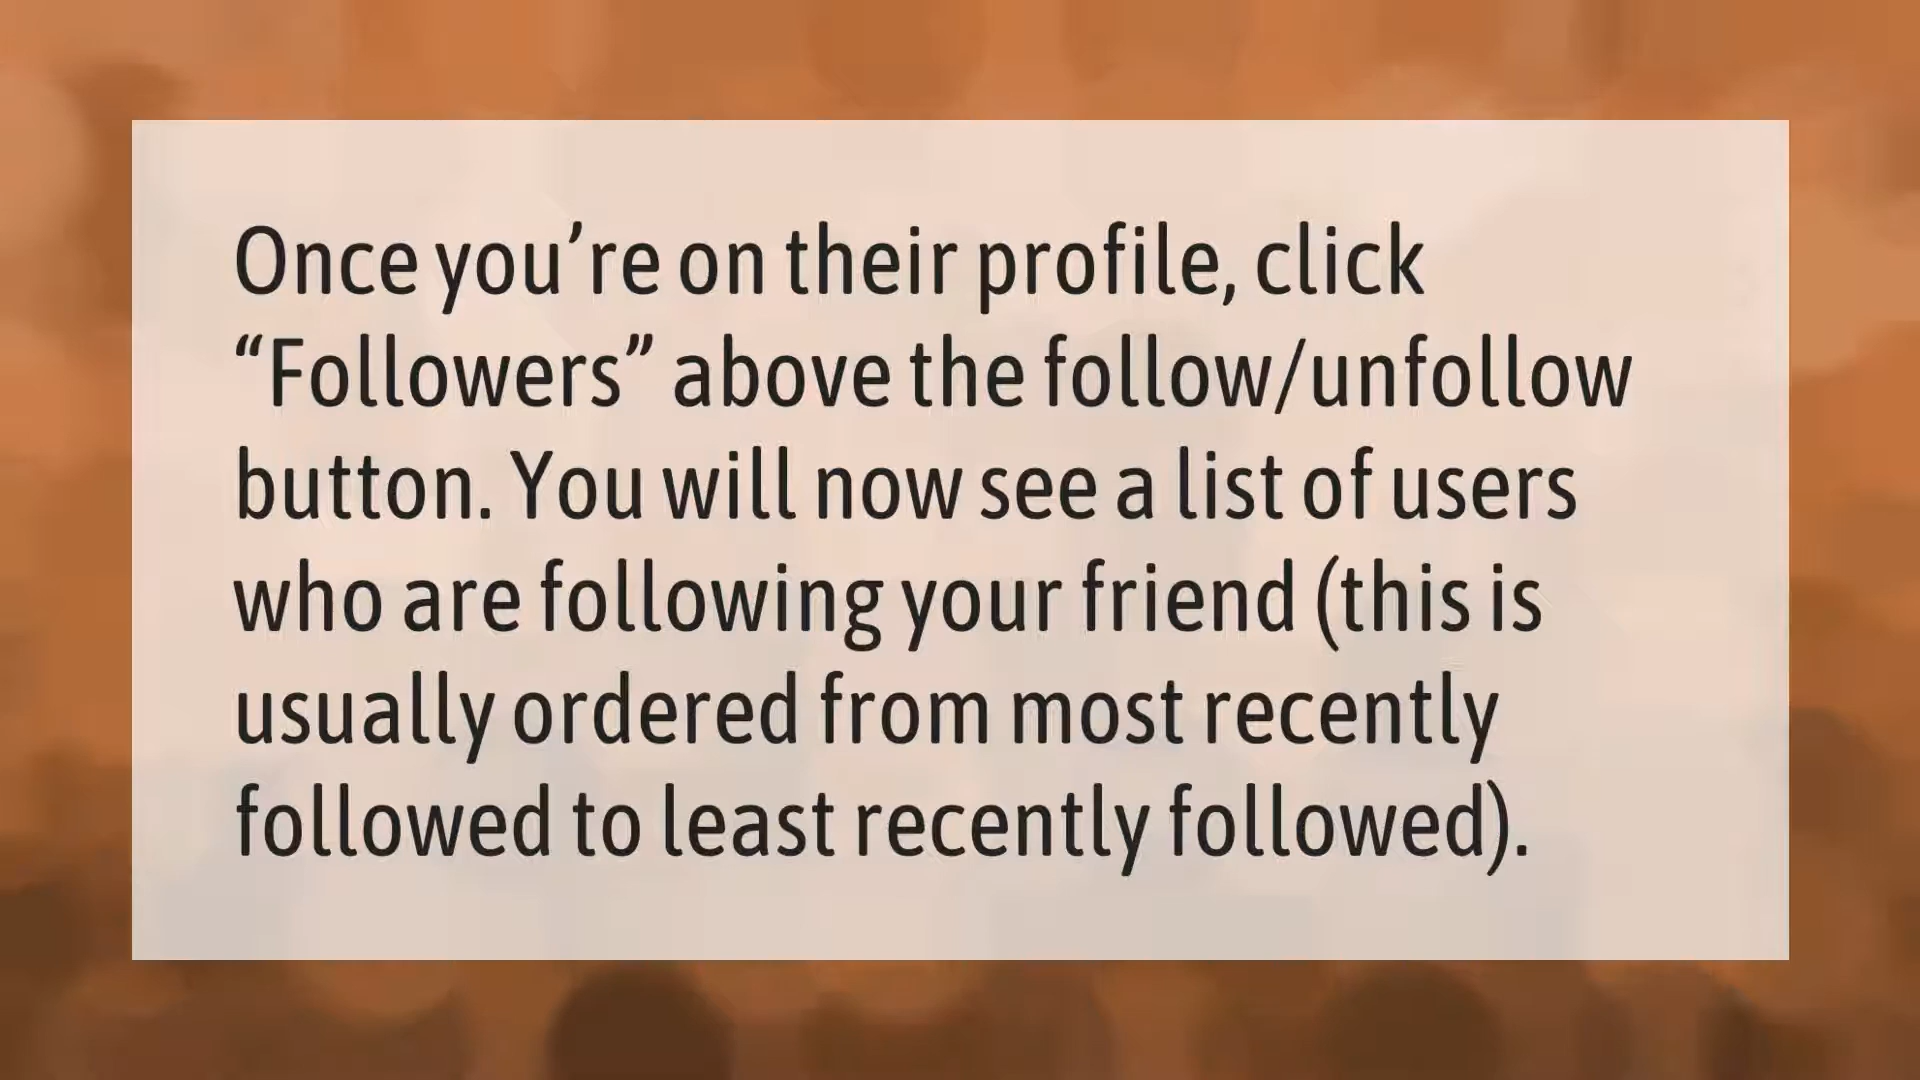 Once you’re on their profile, click
“Followers” above the follow/unfollow
button. You will now see a list of users
who are following your friend (this is
usually ordered from most recently
followed to least recently followed).